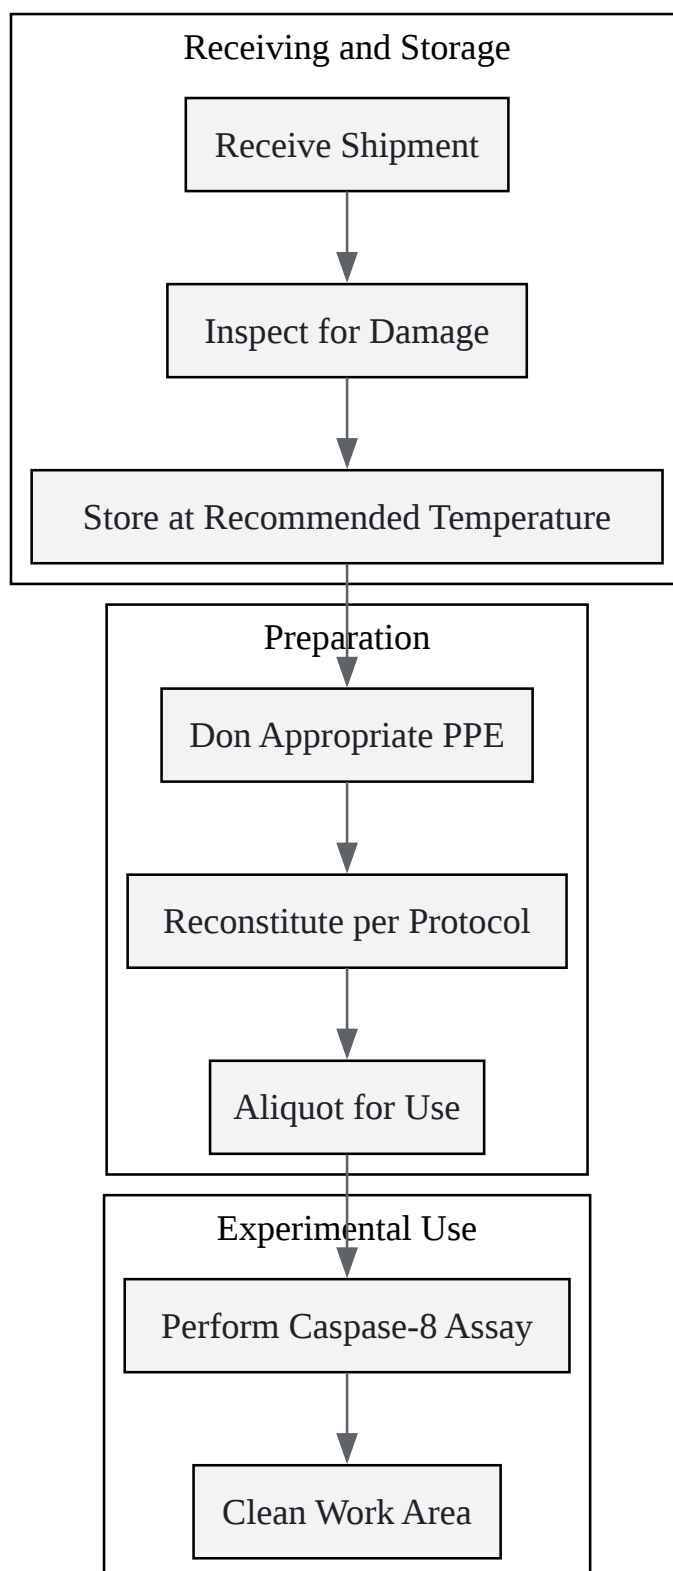 Receiving and Storage
Receive Shipment
Inspect for Damage
Store at Recommended Temperature
Preparation
Don Appropriate PPE
Reconstitute per Protocol
Aliquot for Use
Experimental Use
Perform Caspase-8 Assay
Clean Work Area